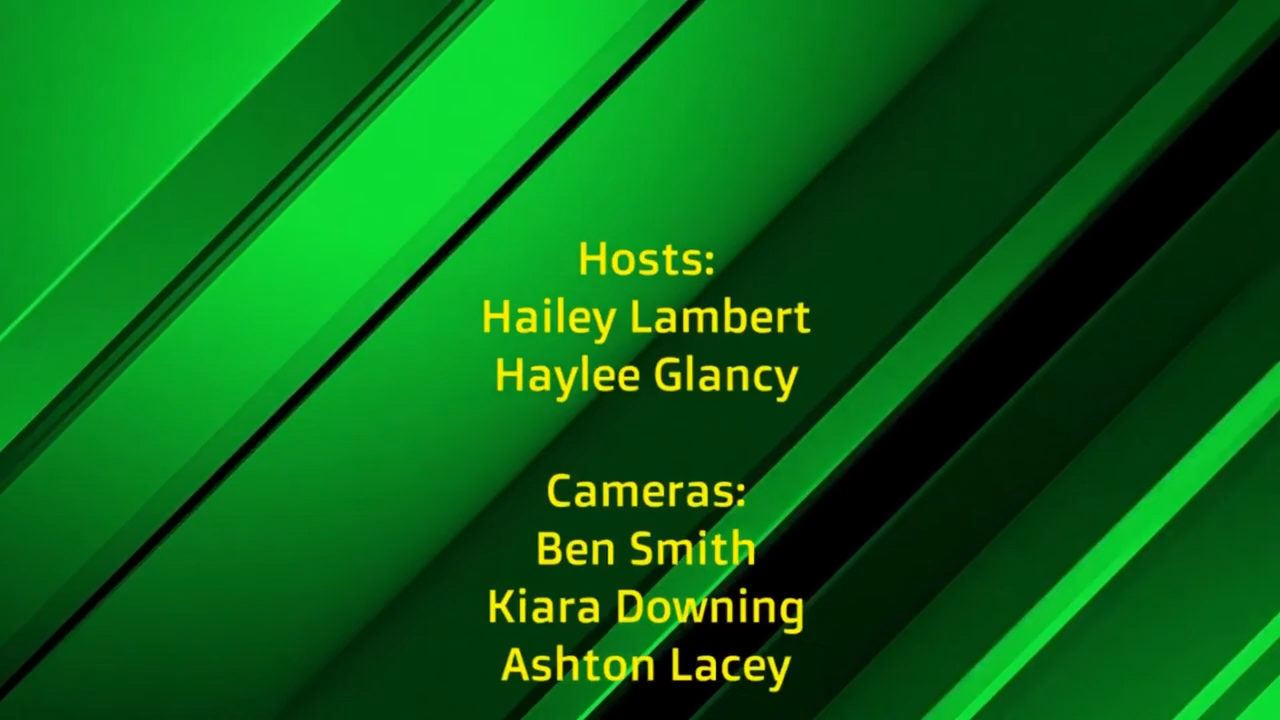 Hosts:
Hailey Lambert
Haylee Glancy
Cameras:
Ben Smith
Kiara Downing
Ashton Lacey